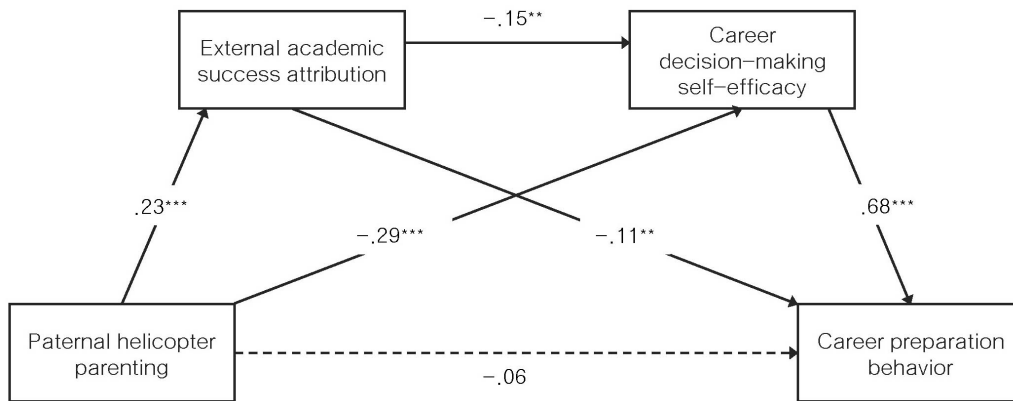 -.15**
External academic
success attribution
Career
decision-making
self-efficacy
.23***
-.29***
-.11**
.68***
Paternal helicopter
parenting
-.06
Career preparation
behavior